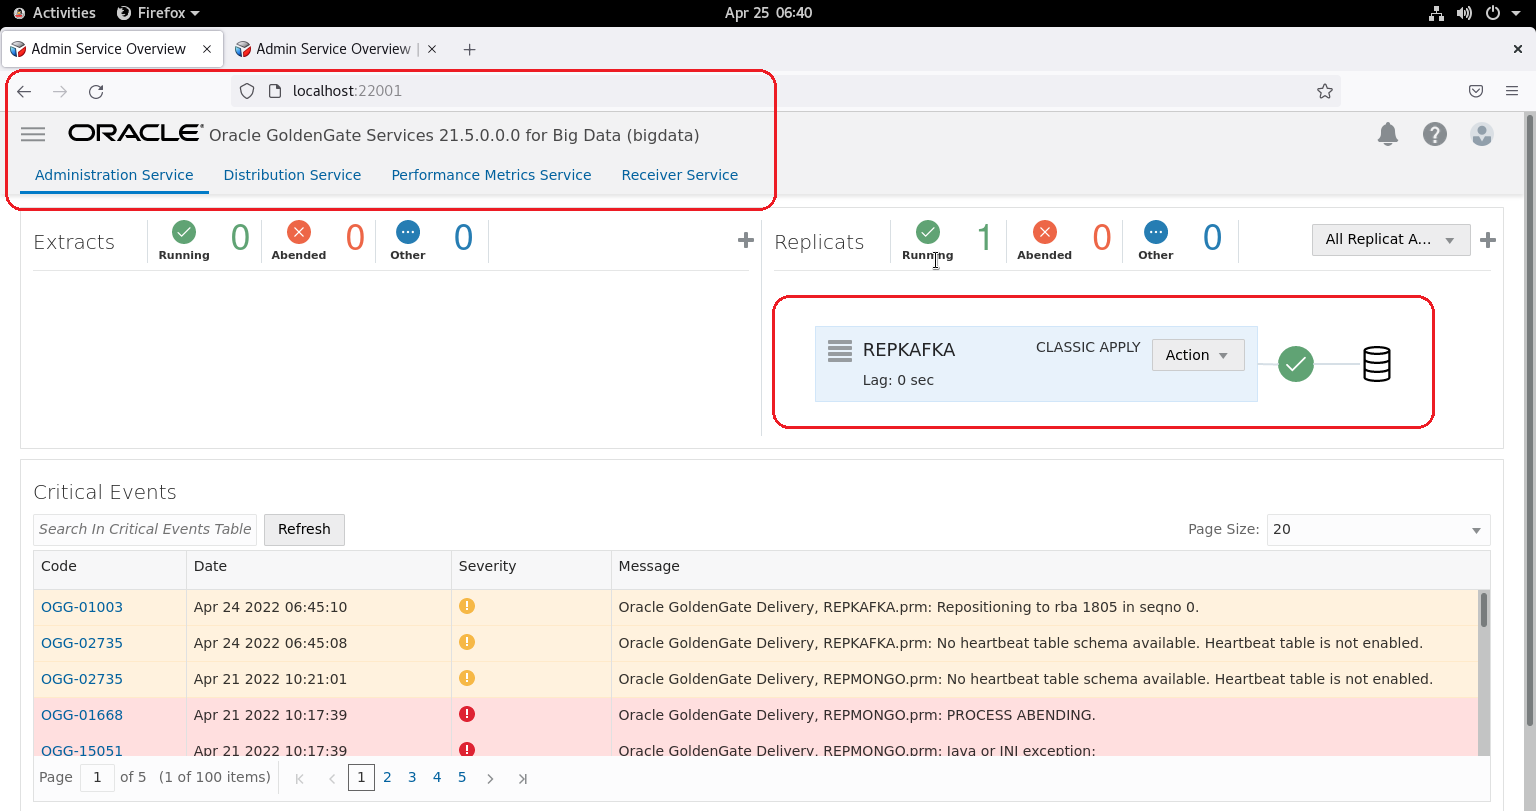 Activities Firefox Apr 25 06:40
Admin Service Overview Admin Service Overview |
localhost:22001
ORACLE Oracle GoldenGate Services 21.5.0.0.0 for Big Data (bigdata)
Administration Service Distribution Service Performance Metrics Service Receiver Service
Extracts Running 0 Abended 0 Other 0
Replicats Running 1 Abended 0 Other 0 All Replicat A...
REPKAFKA CLASSIC APPLY Action
Lag: 0 sec
Critical Events
Search In Critical Events Table Refresh Page Size: 20
Code Date Severity Message
OGG-01003 Apr 24 2022 06:45:10 Oracle GoldenGate Delivery, REPKAFKA.prm: Repositioning to rba 1805 in seqno 0.
OGG-02735 Apr 24 2022 06:45:08 Oracle GoldenGate Delivery, REPKAFKA.prm: No heartbeat table schema available. Heartbeat table is not enabled.
OGG-02735 Apr 21 2022 10:21:01 Oracle GoldenGate Delivery, REPMONGO.prm: No heartbeat table schema available. Heartbeat table is not enabled.
OGG-01668 Apr 21 2022 10:17:39 Oracle GoldenGate Delivery, REPMONGO.prm: PROCESS ABENDING.
OGG-15051 Apr 21 2022 10:17:39 Oracle GoldenGate Delivery, REPMONGO.prm: Java or JNI exception:
Page 1 of 5 (1 of 100 items) 1 2 3 4 5